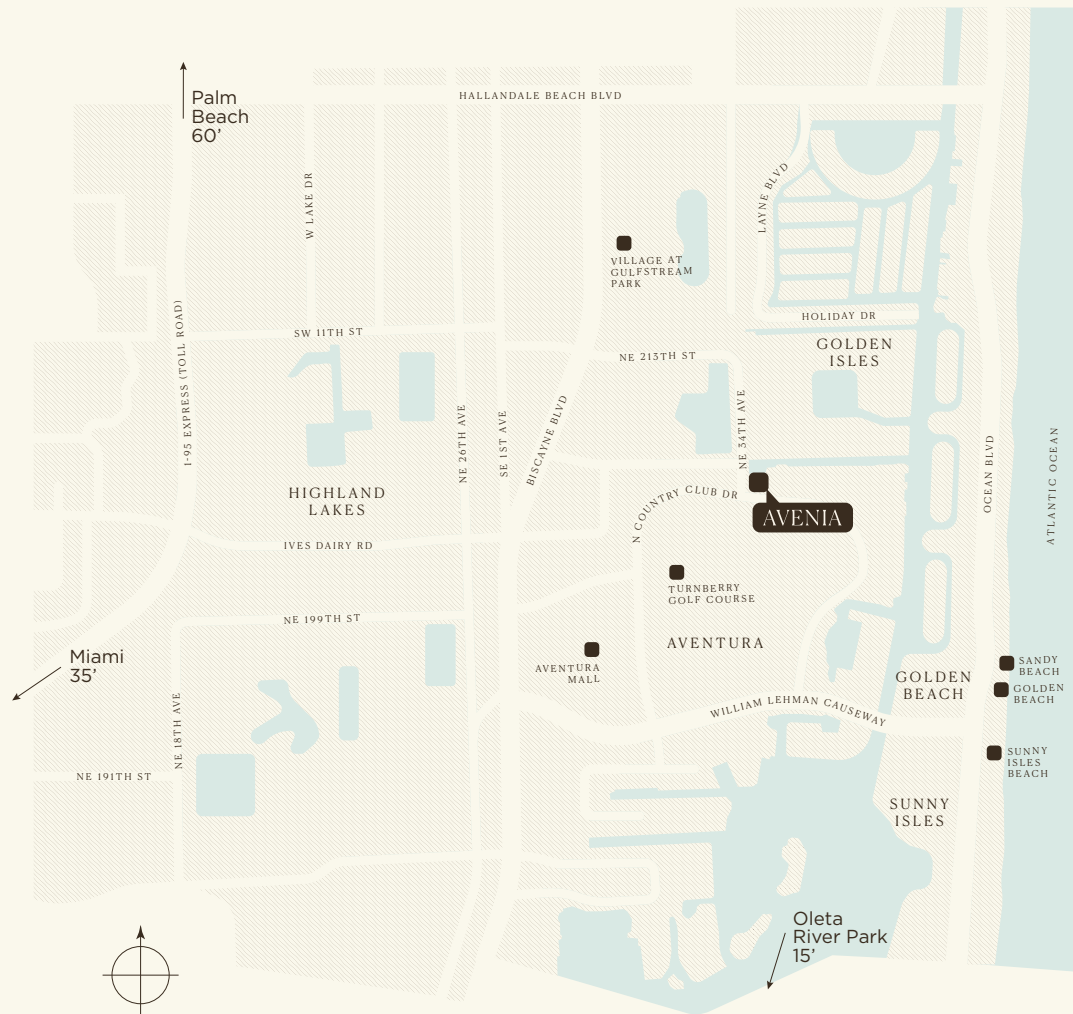 HALLANDALE BEACH BLVD
Palm
Beach
60’
W LAKE DR
LAYNE BLVD
VILLAGE AT
GULFSTREAM
PARK
I-95 EXPRESS (TOLL ROAD)
SW 11TH ST
HOLIDAY DR
GOLDEN
ISLES
NE 213TH ST
NE 26TH AVE
SE 1ST AVE
BISCAYNE BLVD
NE 34TH AVE
OCEAN BLVD
ATLANTIC OCEAN
HIGHLAND
LAKES
N COUNTRY CLUB DR
AVENIA
IVES DAIRY RD
TURNBERRY
GOLF COURSE
NE 199TH ST
AVENTURA
Miami
35’
AVENTURA
MALL
SANDY
BEACH
GOLDEN
BEACH
GOLDEN
BEACH
WILLIAM LEHMAN CAUSEWAY
NE 18TH AVE
SUNNY
ISLES
BEACH
NE 191TH ST
SUNNY
ISLES
Oleta
River Park
15’